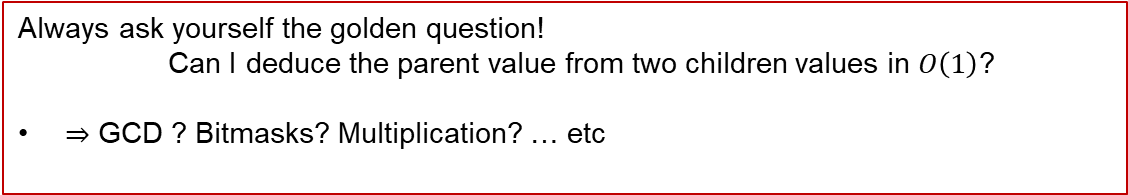 Always ask yourself the golden question!
Can I deduce the parent value from two children values in 𝑂(1)?
• ⇒ GCD ? Bitmasks? Multiplication? … etc